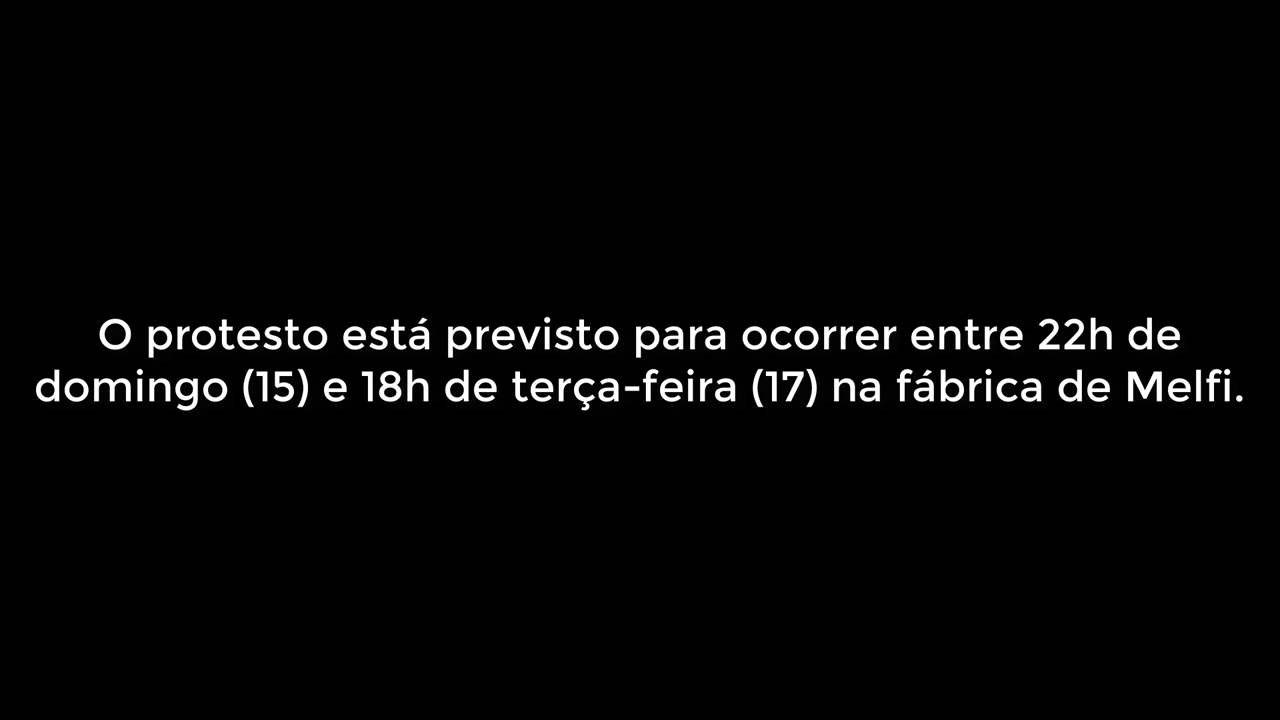 O protesto está previsto para ocorrer entre 22h de
domingo (15) e 18h de terça-feira (17) na fábrica de Melfi.